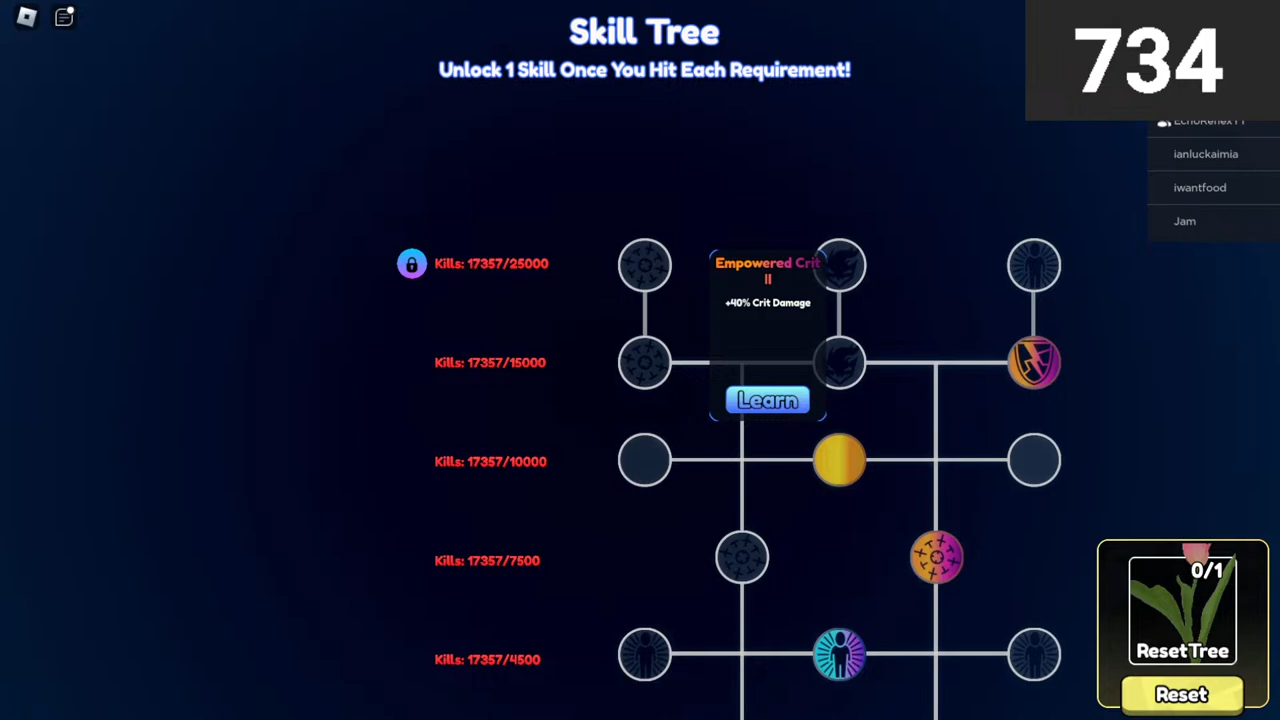 Skill Tree
Unlock 1 Skill Once You Hit Each Requirement!
734
ianluckaimia
iwantfood
Jam
Kills: 17357/25000
Empowered Crit
II
+40% Crit Damage
Kills: 17357/15000
Learn
Kills: 17357/10000
Kills: 17357/7500
0/1
Reset Tree
Kills: 17357/4500
Reset